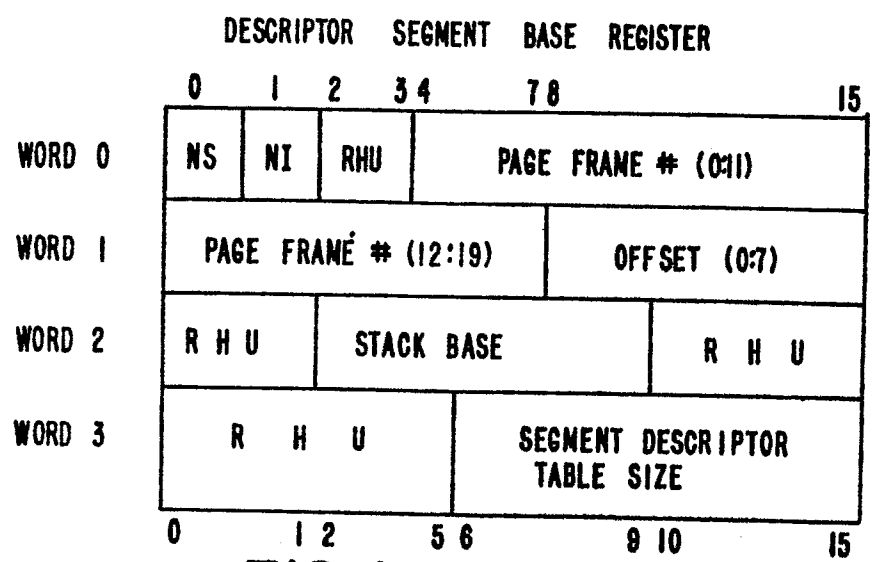 DESCRIPTOR SEGMENT BASE REGISTER
0 1 2 3 4 7 8 15
WORD 0 NS NI RHU PAGE FRAME # (0:11)
WORD 1 PAGE FRAME # (12:19) OFFSET (0:7)
WORD 2 R H U STACK BASE R H U
WORD 3 R H U SEGMENT DESCRIPTOR
TABLE SIZE
0 1 2 5 6 9 10 15